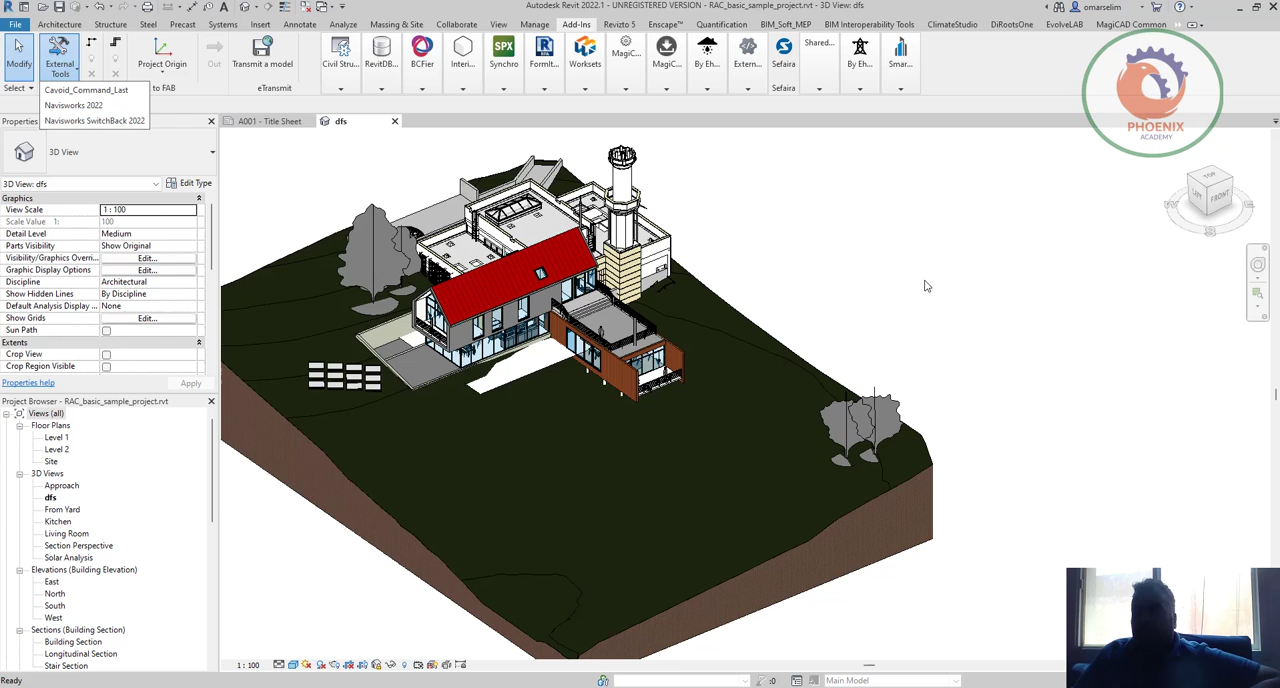 Autodesk Revit 2022.1 - UNREGISTERED VERSION - RAC_basic_sample_project.rvt - 3D View: dfs
omarselim
File
Architecture
Structure
Steel
Precast
Systems
Insert
Annotate
Analyze
Massing & Site
Collaborate
View
Manage
Add-Ins
Revizto 5
Enscape™
Quantification
BIM_Soft_MEP
BIM Interoperability Tools
ClimateStudio
DiRootsOne
EvolveLAB
MagiCAD Common
Modify
External
Tools
Project Origin
Out
Transmit a model
Civil Stru...
RevitDB...
BCFier
Interi...
SPX
Synchro
FormIt...
Worksets
MagiC...
MagiC...
By Eh...
Extern...
Sefaira
Shared...
By Eh...
Smar...
Select
to FAB
eTransmit
Sefaira
Cavoid_Command_Last
Navisworks 2022
Navisworks SwitchBack 2022
PHOENIX
ACADEMY
Properties
A001 - Title Sheet
dfs
3D View
3D View: dfs
Edit Type
Graphics
View Scale
1 : 100
Scale Value 1:
100
Detail Level
Medium
Parts Visibility
Show Original
Visibility/Graphics Overri...
Edit...
Graphic Display Options
Edit...
Discipline
Architectural
Show Hidden Lines
By Discipline
Default Analysis Display ...
None
Show Grids
Edit...
Sun Path
Extents
Crop View
Crop Region Visible
Properties help
Apply
Project Browser - RAC_basic_sample_project.rvt
Views (all)
Floor Plans
Level 1
Level 2
Site
3D Views
Approach
dfs
From Yard
Kitchen
Living Room
Section Perspective
Solar Analysis
Elevations (Building Elevation)
East
North
South
West
Sections (Building Section)
Building Section
Longitudinal Section
Stair Section
TOP
FRONT
1 : 100
Ready
:0
Main Model